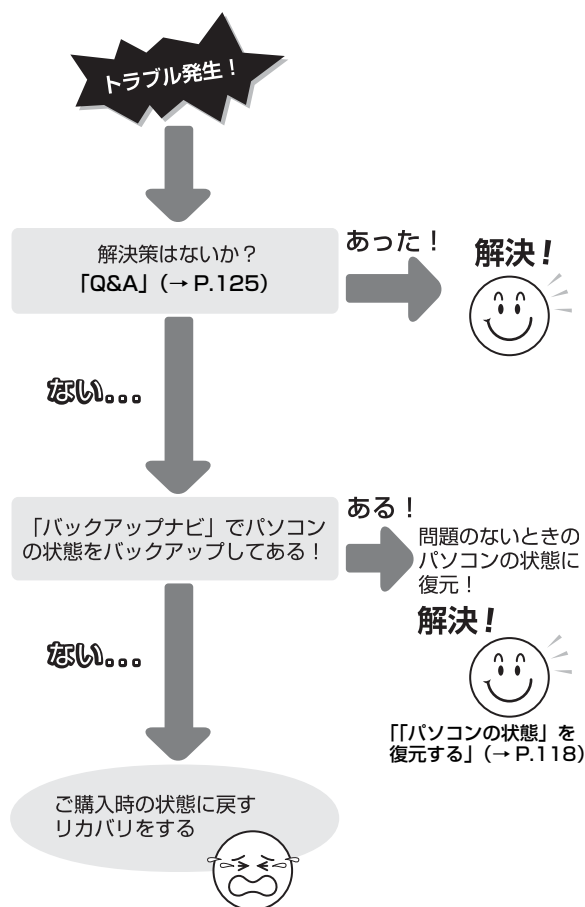 トラブル発生！
解決策はないか？
「Q&A」（→ P.125）
あった！
解決！
ない...
「バックアップナビ」でパソコン
の状態をバックアップしてある！
ある！
問題のないときの
パソコンの状態に
復元！
解決！
「「パソコンの状態」を
復元する」（→ P.118）
ない...
ご購入時の状態に戻す
リカバリをする